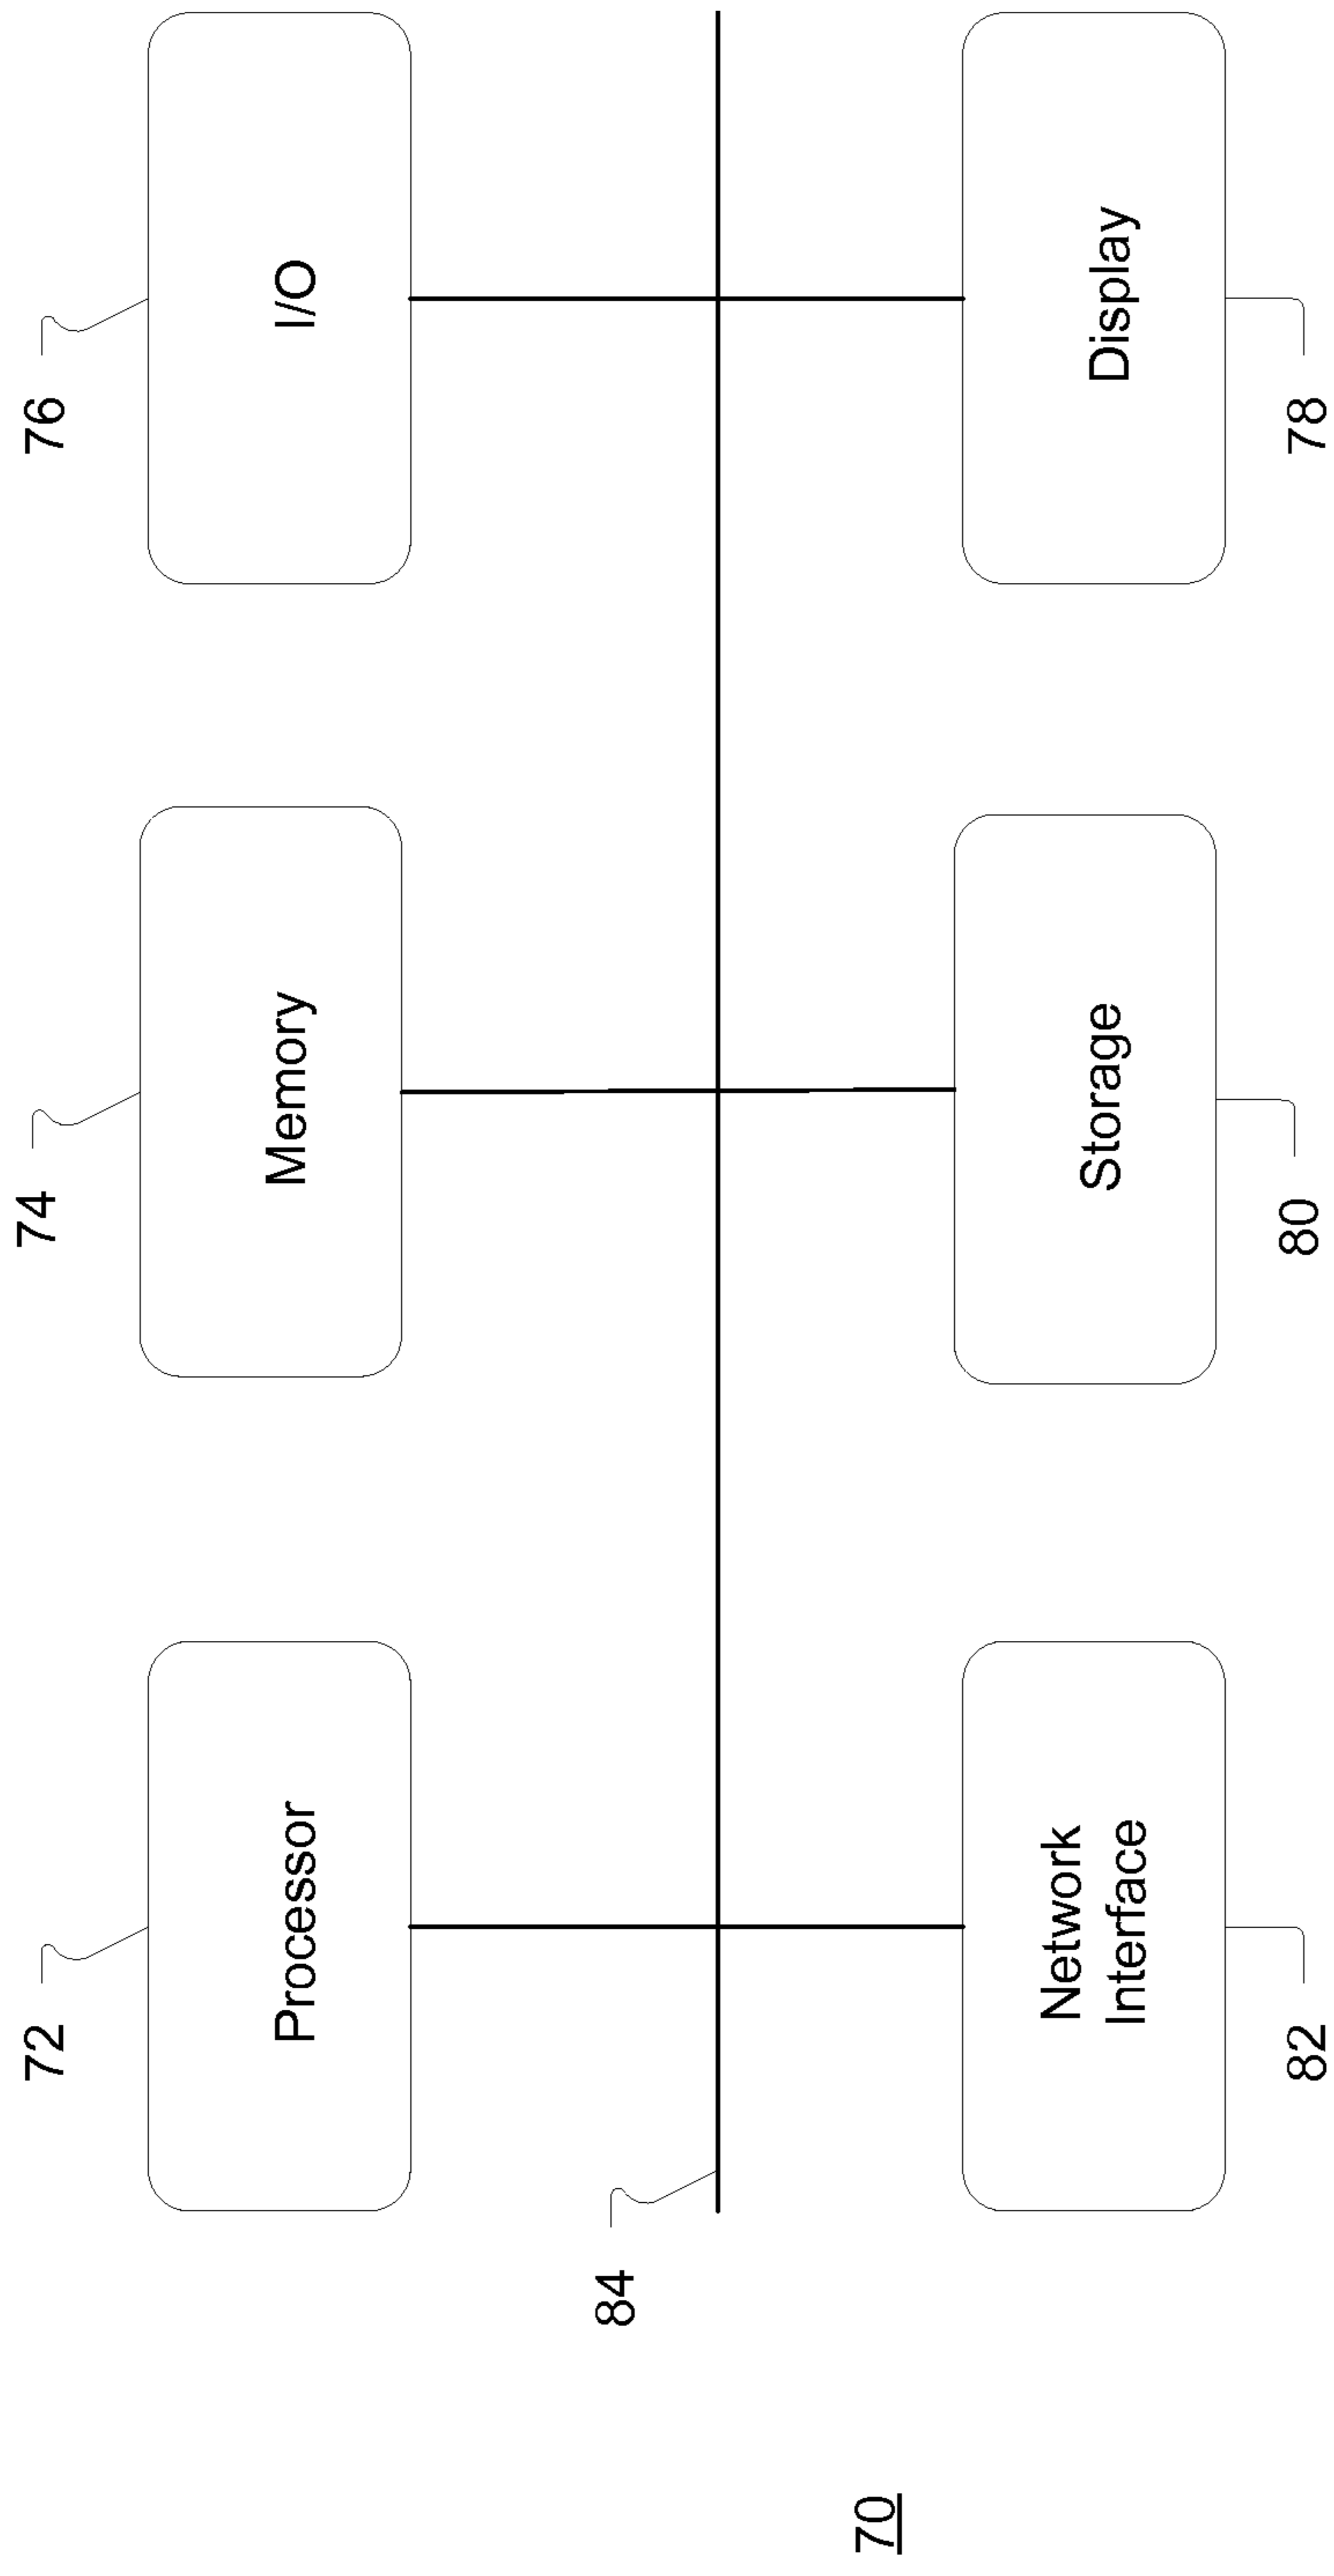 72
74
76
Processor
Memory
I/O
84
Network
Interface
Storage
Display
70
82
80
78